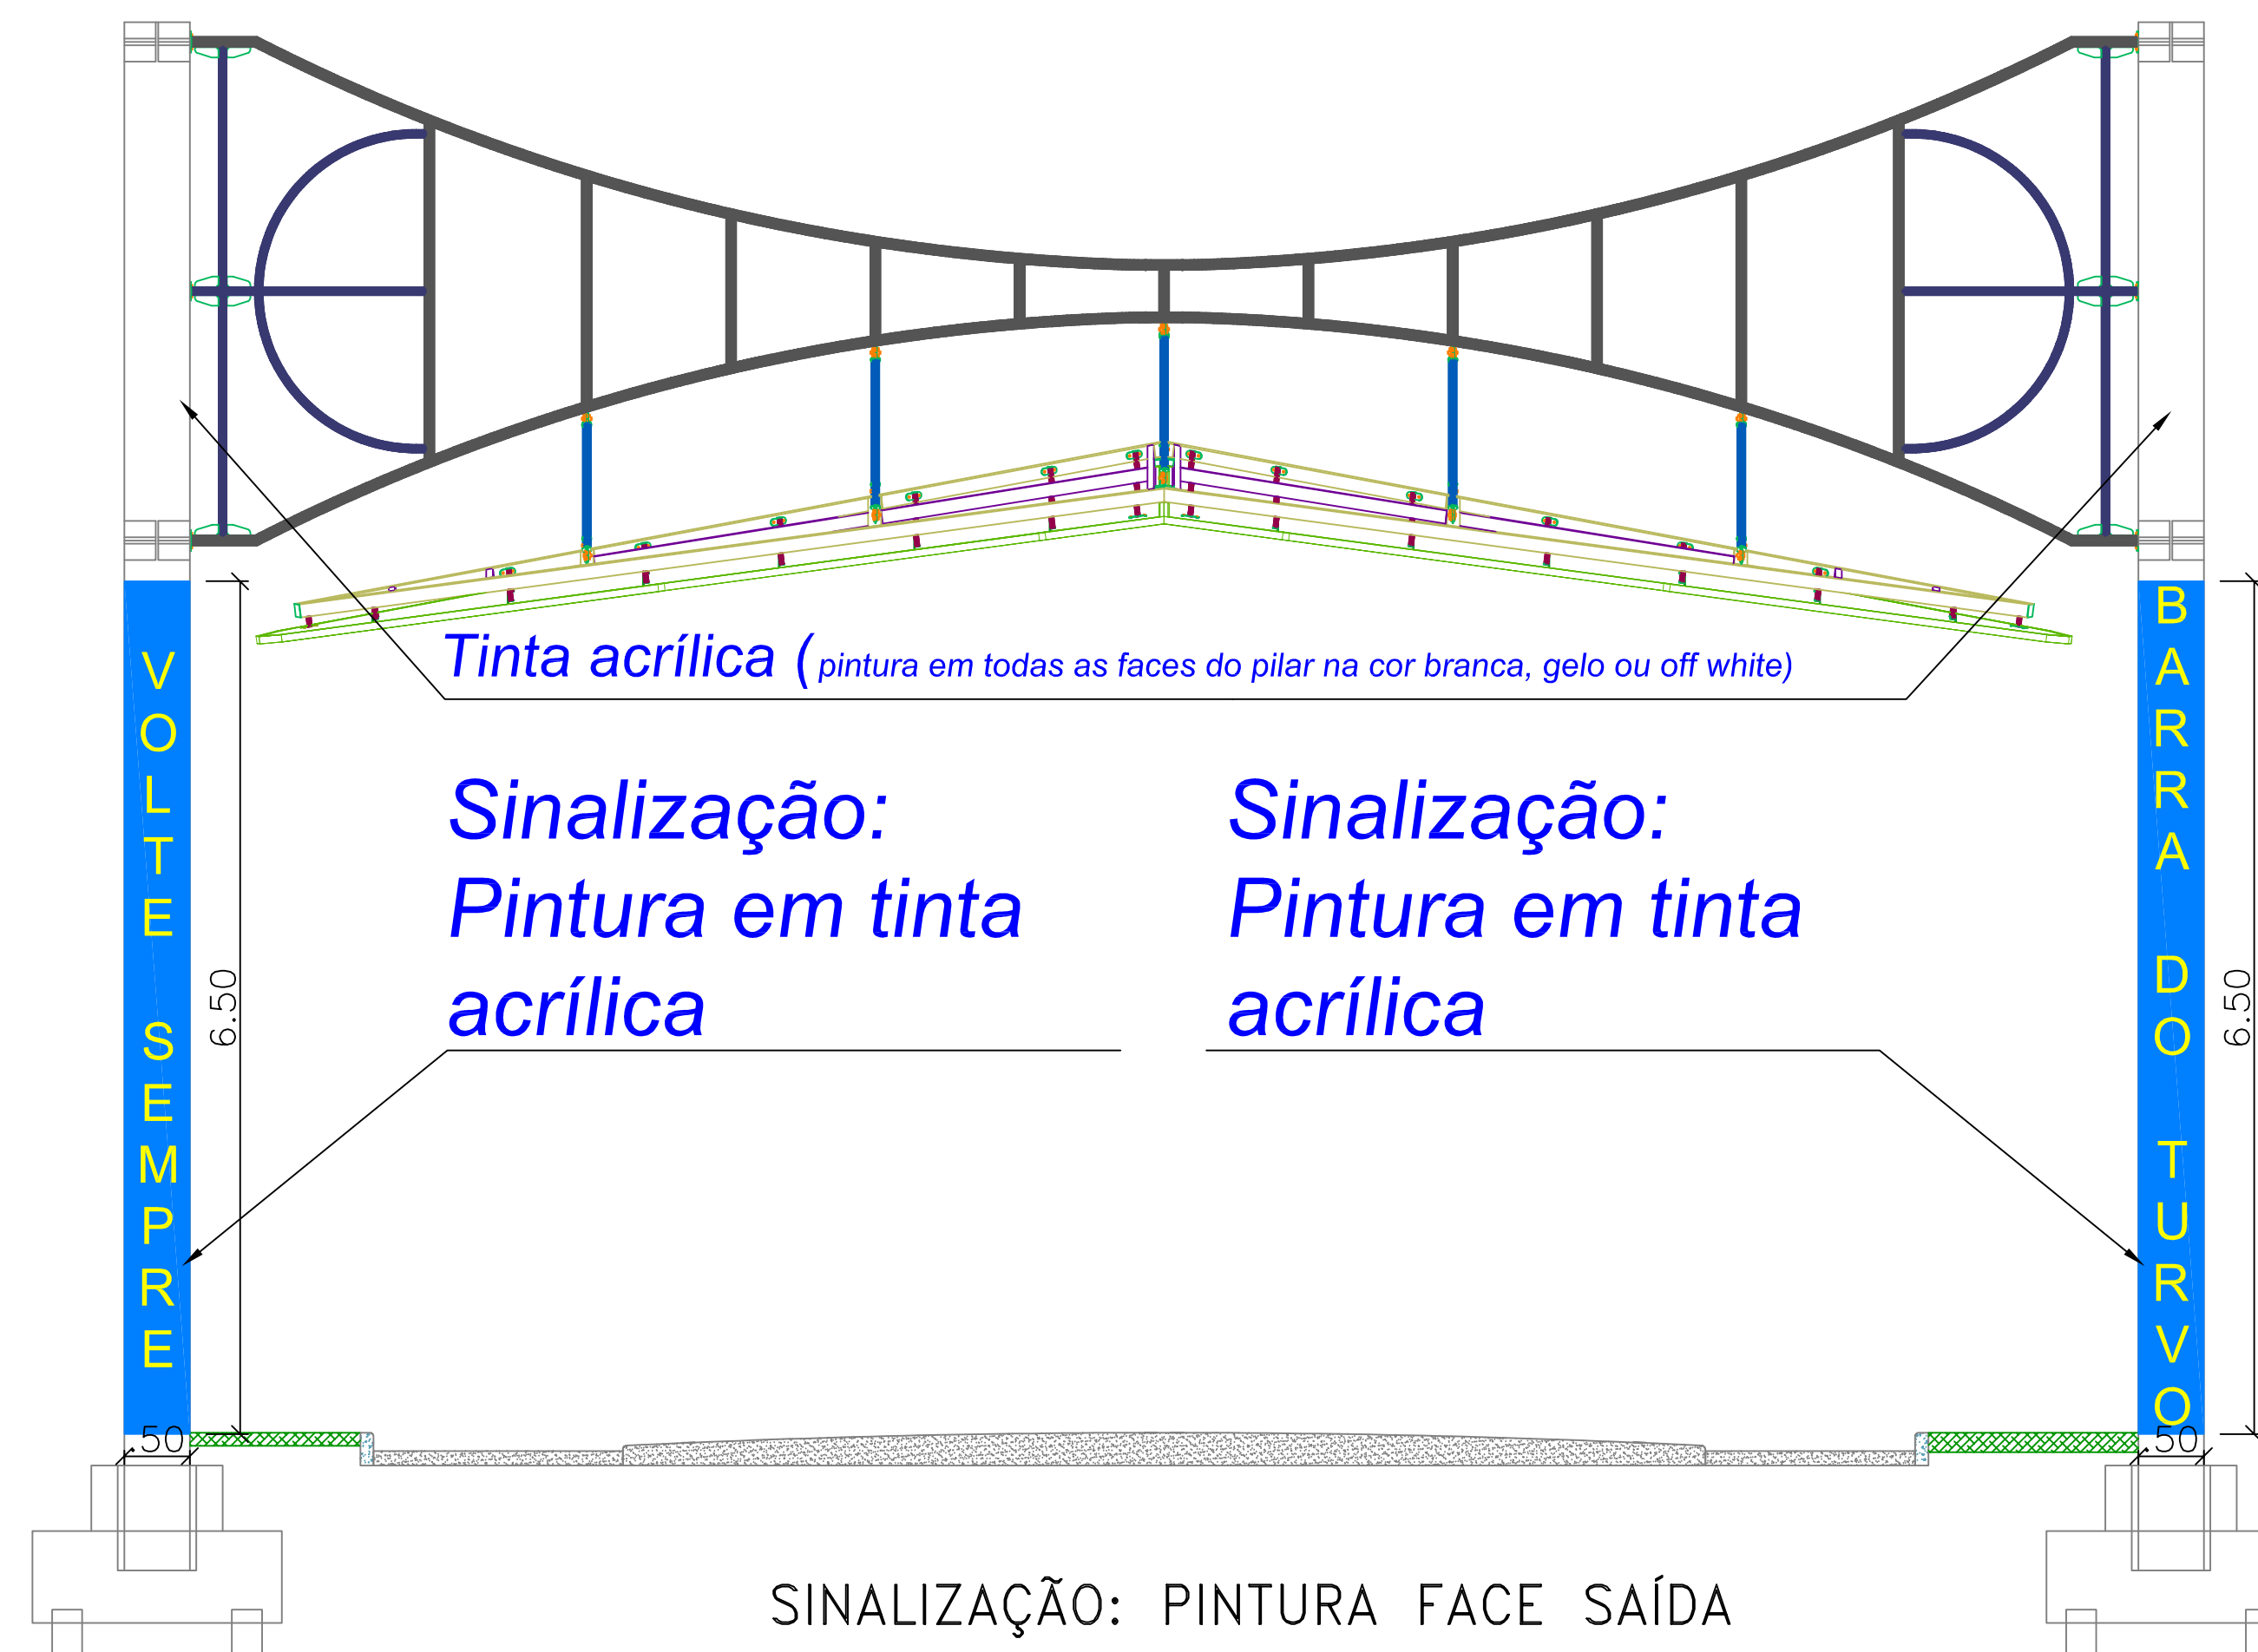 Tinta acrílica (pintura em todas as faces do pilar na cor branca, gelo ou off white)
VOLTE SEMPRE
BARRA DO TURVO
Sinalização:
Pintura em tinta
acrílica
Sinalização:
Pintura em tinta
acrílica
6.50
6.50
.50
.50
SINALIZAÇÃO: PINTURA FACE SAÍDA